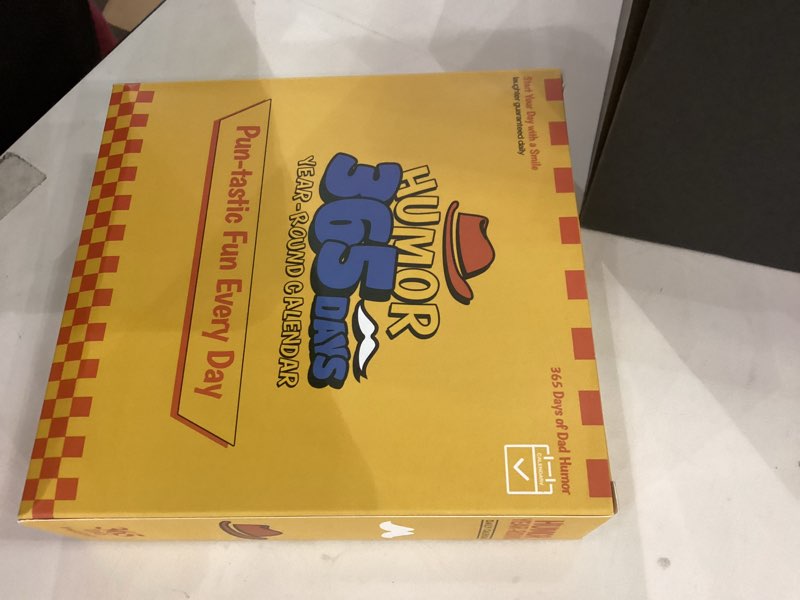 Start Your Day with a Smile
laughter guaranteed daily
365 Days of Dad Humor
CALENDARY
HUMOR
365 DAYS
YEAR-ROUND CALENDAR
Pun-tastic Fun Every Day